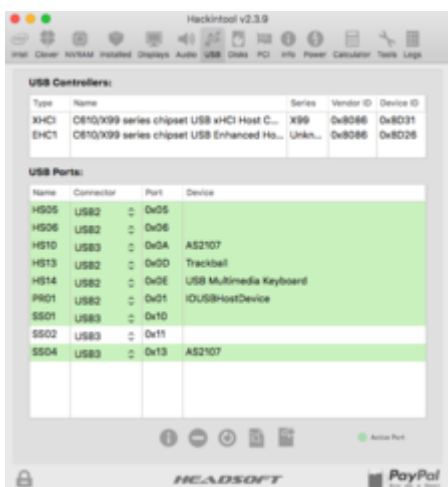 Hackintool v2.3.9
Intel Clover NVRAM Installed Displays Audio USB Disks PCI Info Power Calculator Tools Logs
USB Controllers:
Type Name Series Vendor ID Device ID
XHCI C610/X99 series chipset USB xHCI Host C... X99 0x8086 0x8D31
EHC1 C610/X99 series chipset USB Enhanced Ho... Unkn... 0x8086 0x8D26
USB Ports:
Name Connector Port Device
HS05 USB2 0x05
HS06 USB2 0x06
HS10 USB3 0x0A AS2107
HS13 USB2 0x0D Trackball
HS14 USB2 0x0E USB Multimedia Keyboard
PR01 USB2 0x01 IOUSBHostDevice
SS01 USB3 0x10
SS02 USB3 0x11
SS04 USB3 0x13 AS2107
Active Port
HEADSOFT
PayPal